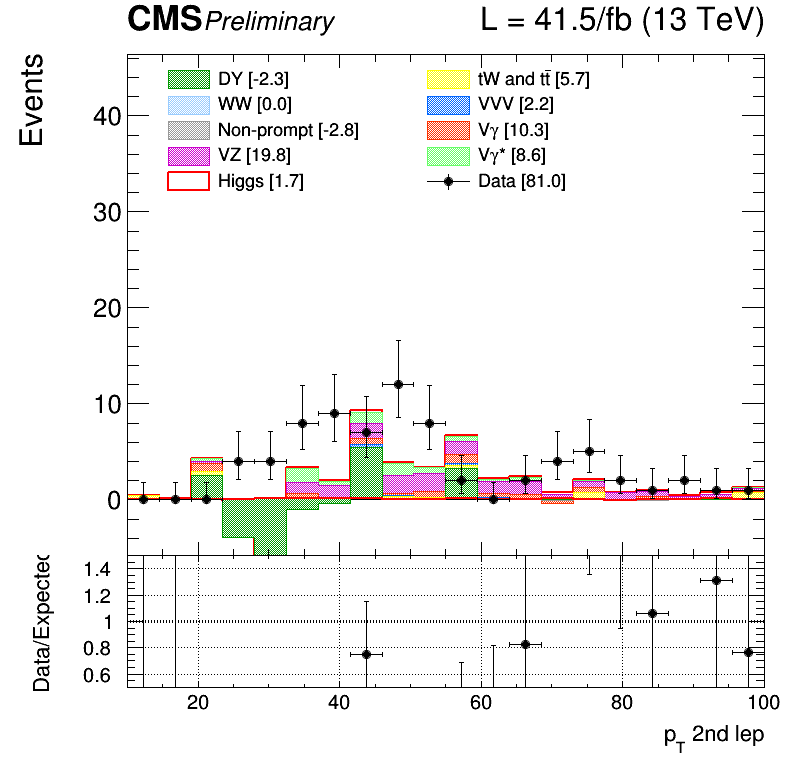 CMS Preliminary L = 41.5/fb (13 TeV)
Events
DY [-2.3] tW and tt̄ [5.7]
WW [0.0] VVV [2.2]
Non-prompt [-2.8] Vγ [10.3]
VZ [19.8] Vγ* [8.6]
Higgs [1.7] Data [81.0]
40
30
20
10
0
Data/Expected
1.4
1.2
1
0.8
0.6
20 40 60 80 100
p_T 2nd lep